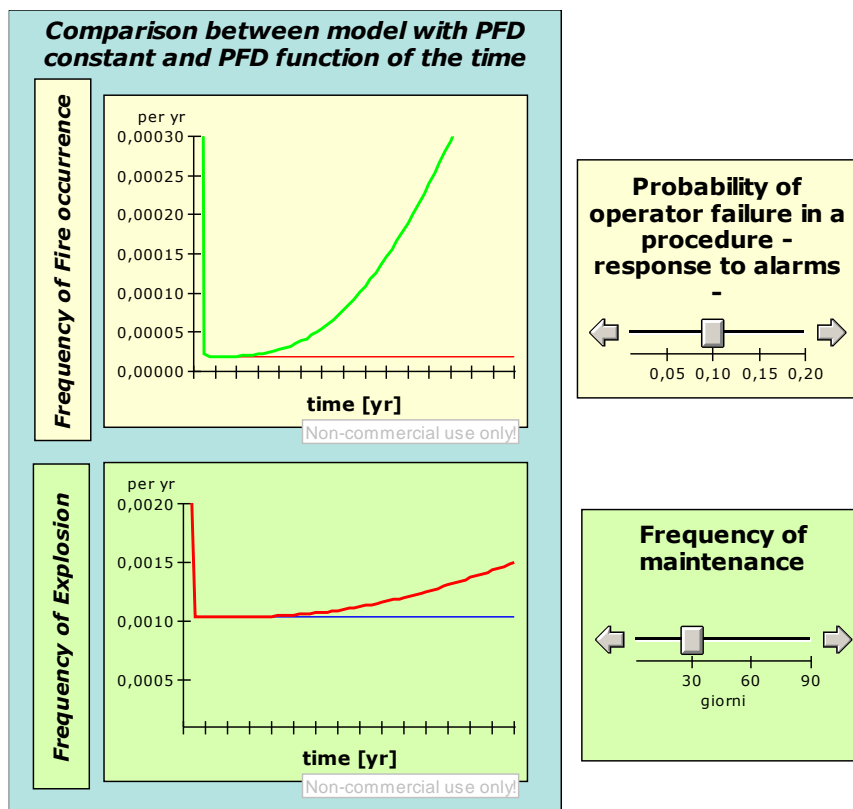 Comparison between model with PFD
constant and PFD function of the time
Frequency of Fire occurrence
per yr
0,00030
0,00025
0,00020
0,00015
0,00010
0,00005
0,00000
time [yr]
Non-commercial use only!
Probability of
operator failure in a
procedure -
response to alarms
-
0,05 0,10 0,15 0,20
Frequency of Explosion
per yr
0,0020
0,0015
0,0010
0,0005
time [yr]
Non-commercial use only!
Frequency of
maintenance
30 60 90
giorni